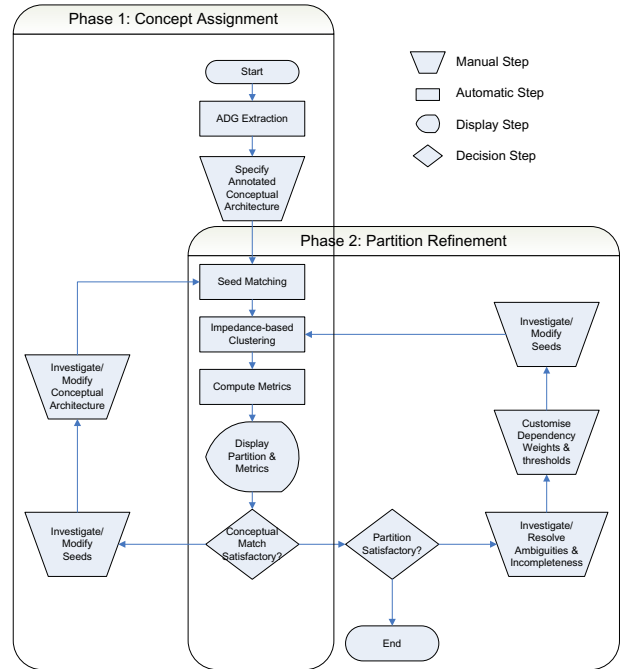 Phase 1: Concept Assignment
Start
ADG Extraction
Specify
Annotated
Conceptual
Architecture
Manual Step
Automatic Step
Display Step
Decision Step
Phase 2: Partition Refinement
Seed Matching
Impedance-based
Clustering
Compute Metrics
Display
Partition &
Metrics
Conceptual
Match
Satisfactory?
Partition
Satisfactory?
End
Investigate/
Modify
Conceptual
Architecture
Investigate/
Modify
Seeds
Investigate/
Modify
Seeds
Customise
Dependency
Weights &
thresholds
Investigate/
Resolve
Ambiguities &
Incompleteness